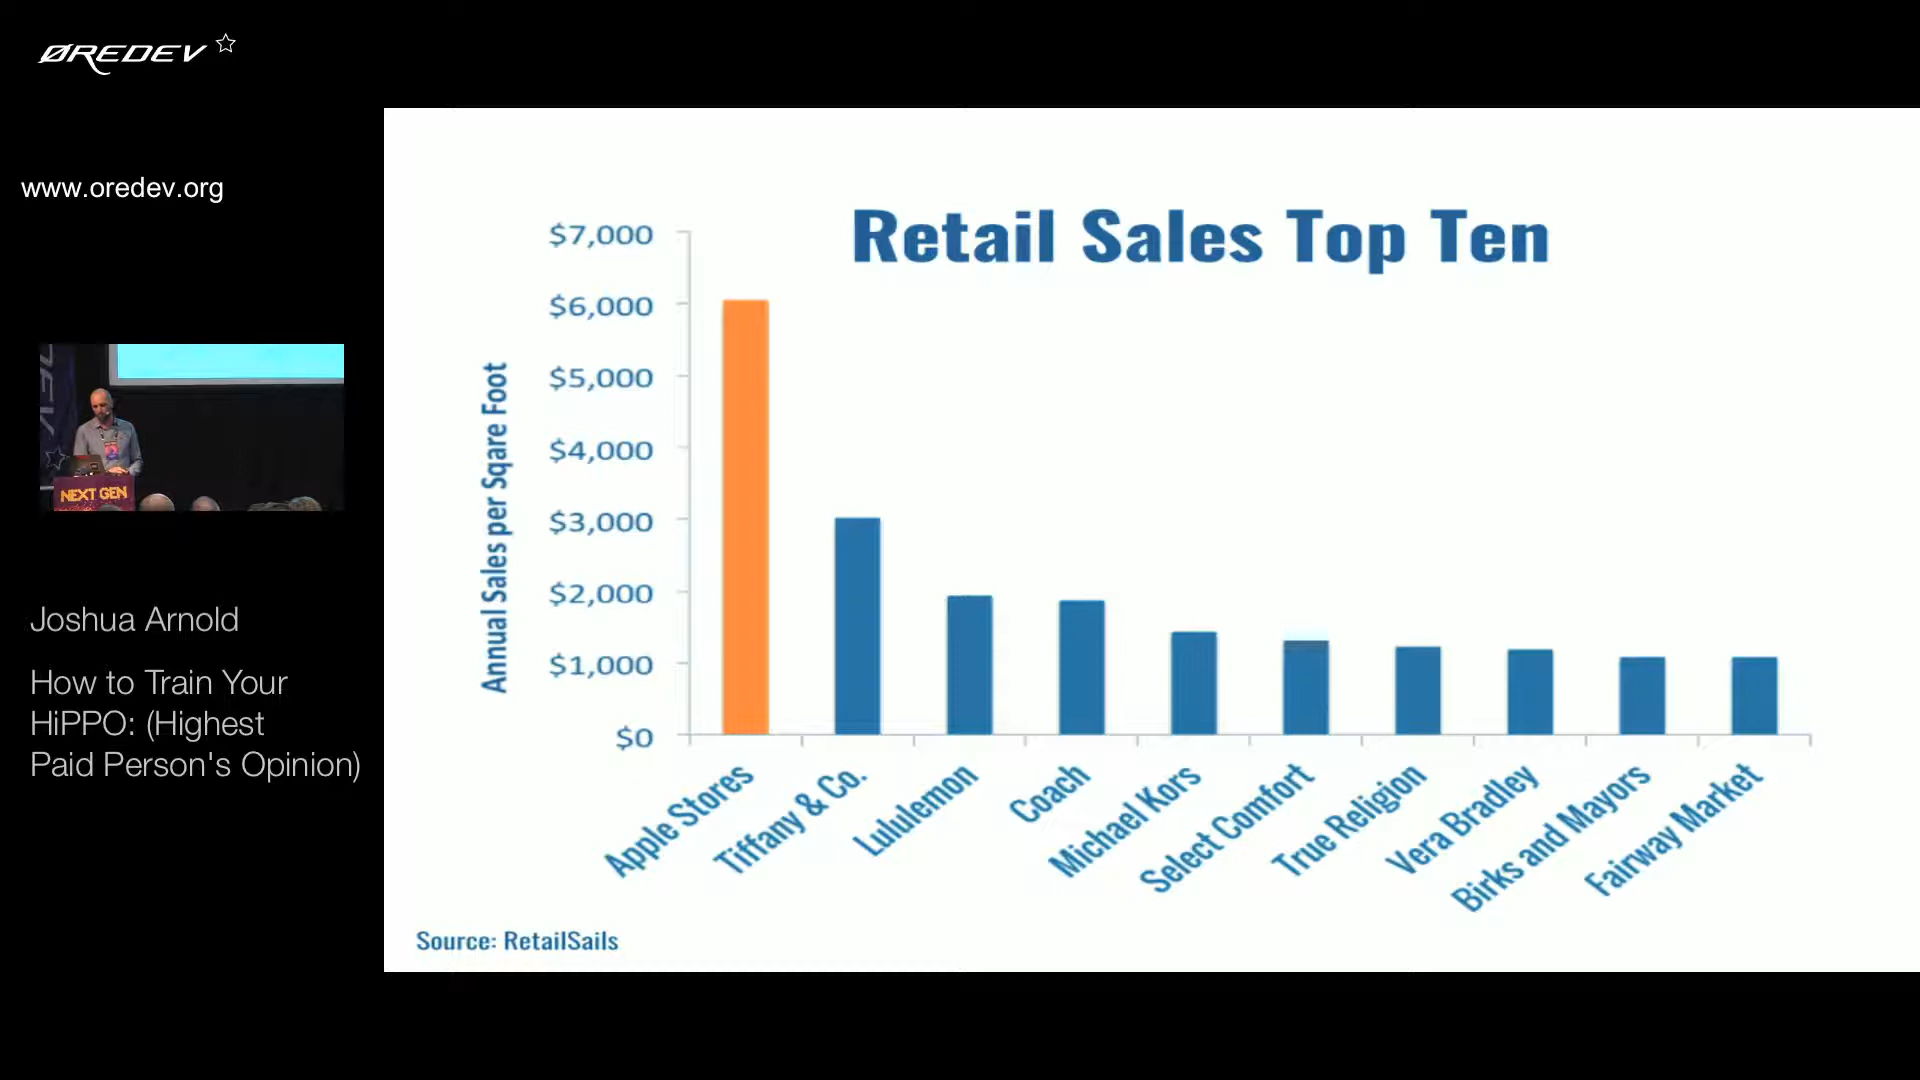 ØREDEV
www.oredev.org
NEXT GEN
Joshua Arnold
How to Train Your
HiPPO: (Highest
Paid Person's Opinion)
Retail Sales Top Ten
Annual Sales per Sqare Foot
$7,000
$6,000
$5,000
$4,000
$3,000
$2,000
$1,000
$0
Apple Stores
Tiffany & Co.
Lululemon
Coach
Michael Kors
Select Comfort
True Religion
Vera Bradley
Birks and Mayors
Fairway Market
Source: RetailSails